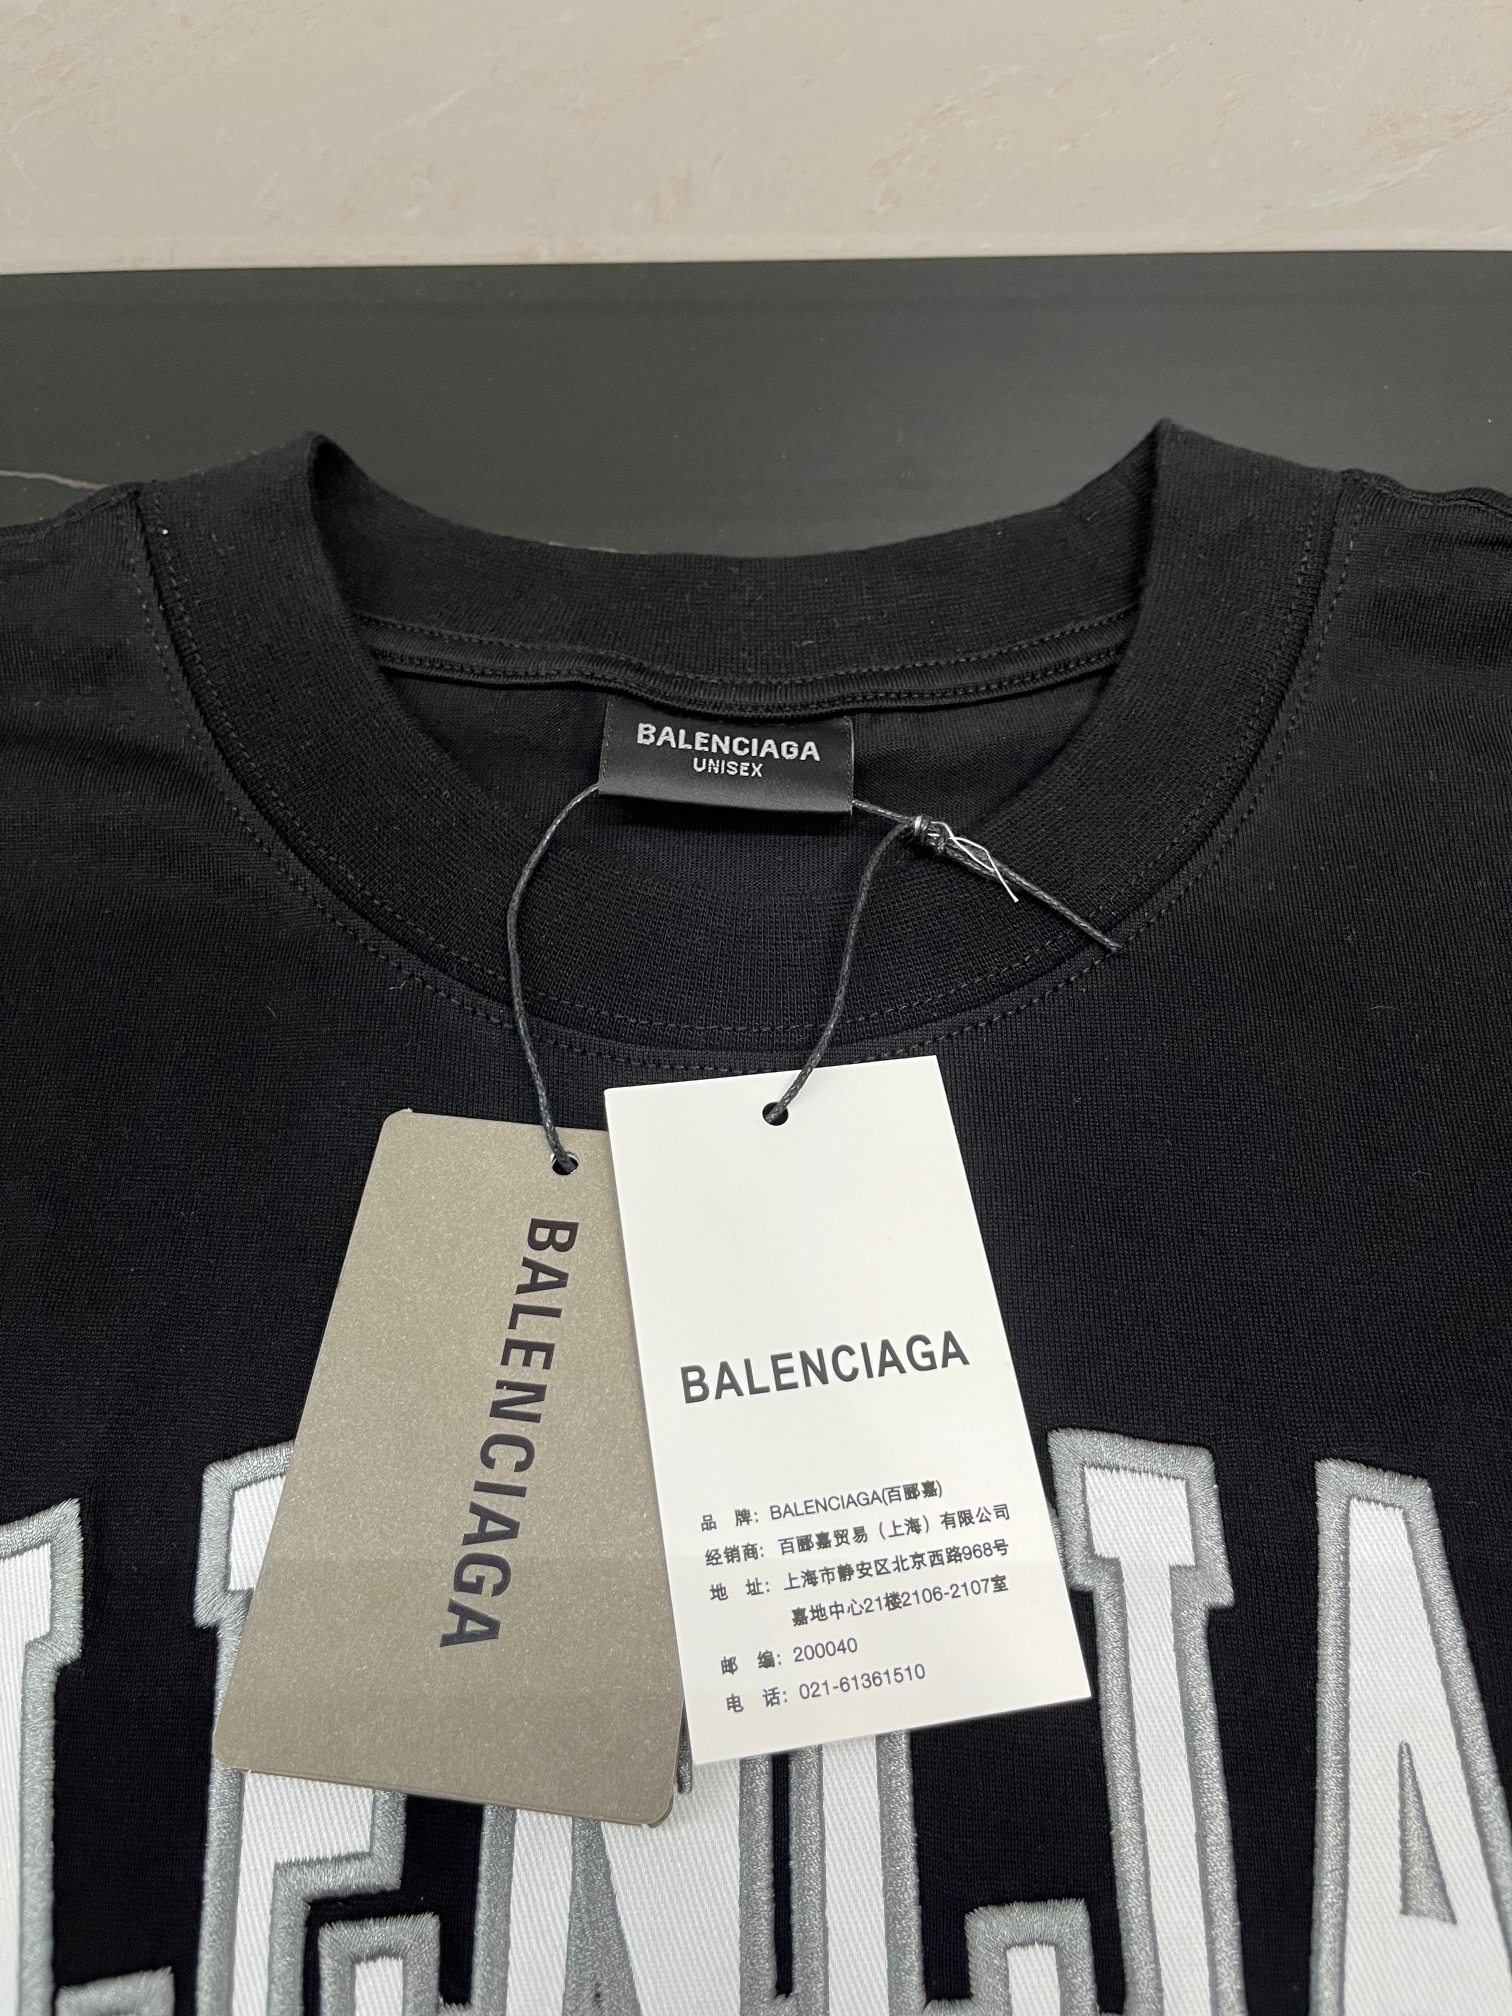 BALENCIAGA
UNISEX
BALENCIAGA
BALENCIAGA
品 牌：BALENCIAGA(百郦嘉)
经销商：百郦嘉贸易（上海）有限公司
地 址：上海市静安区北京西路968号
嘉地中心21楼2106-2107室
邮 编：200040
电 话：021-61361510
LENCIA